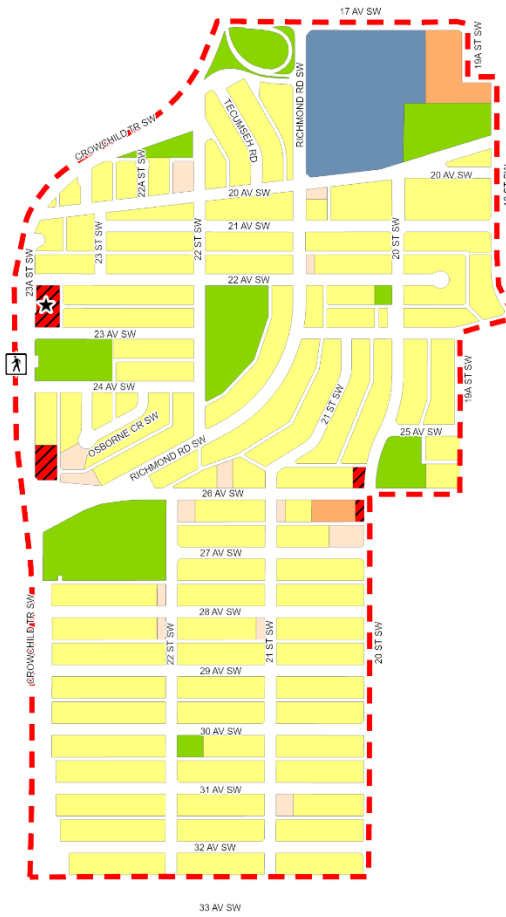 17 AV SW
19A ST SW
CROWCHILD TR SW
TECUMSEH RD
RICHMOND RD SW
22A ST SW
20 AV SW
20 AV SW
21 AV SW
23 ST SW
22 ST SW
20 ST SW
23A ST SW
22 AV SW
23 AV SW
24 AV SW
19A ST SW
21 ST SW
OSBORNE CR SW
RICHMOND RD SW
25 AV SW
26 AV SW
27 AV SW
CROWCHILD TR SW
28 AV SW
22 ST SW
21 ST SW
20 ST SW
29 AV SW
30 AV SW
31 AV SW
32 AV SW
33 AV SW